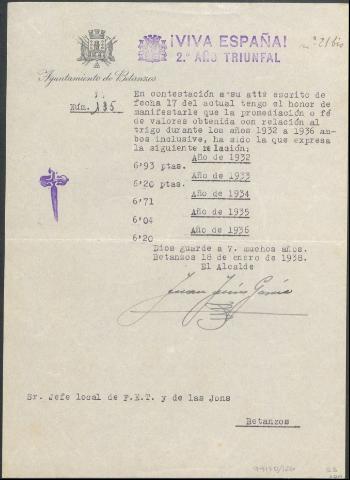 ¡VIVA ESPAÑA!
2.º AÑO TRIUNFAL
nº 21 bis
Ayuntamiento de Betanzos
Núm. 135
En contestación a su attº escrito de
fecha 17 del actual tengo el honor de
manifestarle que la promediación o fé
de valores obtenida con relación al
trigo durante los años 1932 a 1936 am-
bos inclusive, ha sido la que expresa
la siguiente relación;
Año de 1932
6'93 ptas.
Año de 1933
6'20 ptas.
Año de 1934
6'71
Año de 1935
6'04
Año de 1936
6'20
Dios guarde a V. muchos años.
Betanzos 18 de enero de 1938.
El Alcalde
Sr. Jefe local de F.E.T y de las Jons
Betanzos